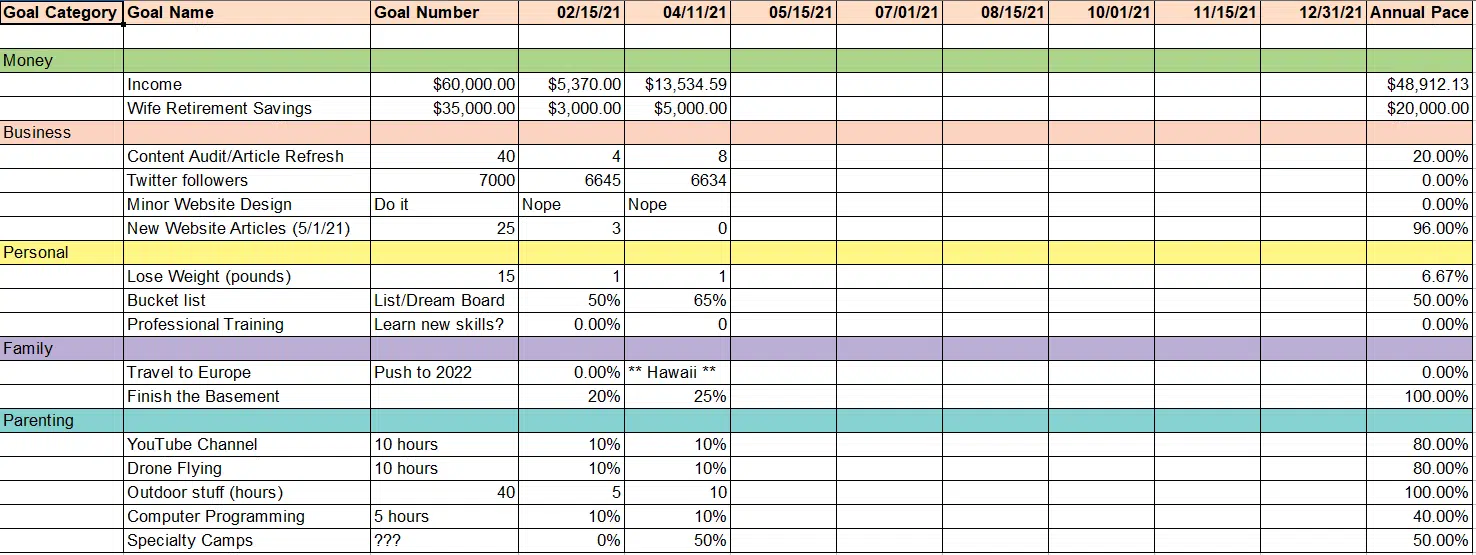 Goal Category Goal Name Goal Number 02/15/21 04/11/21 05/15/21 07/01/21 08/15/21 10/01/21 11/15/21 12/31/21 Annual Pace
Money
Income $60,000.00 $5,370.00 $13,534.59 $48,912.13
Wife Retirement Savings $35,000.00 $3,000.00 $5,000.00 $20,000.00
Business
Content Audit/Article Refresh 40 4 8 20.00%
Twitter followers 7000 6645 6634 0.00%
Minor Website Design Do it Nope Nope 0.00%
New Website Articles (5/1/21) 25 3 0 96.00%
Personal
Lose Weight (pounds) 15 1 1 6.67%
Bucket list List/Dream Board 50% 65% 50.00%
Professional Training Learn new skills? 0.00% 0 0.00%
Family
Travel to Europe Push to 2022 0.00% ** Hawaii ** 0.00%
Finish the Basement 20% 25% 100.00%
Parenting
YouTube Channel 10 hours 10% 10% 80.00%
Drone Flying 10 hours 10% 10% 80.00%
Outdoor stuff (hours) 40 5 10 100.00%
Computer Programming 5 hours 10% 10% 40.00%
Specialty Camps ??? 0% 50% 50.00%